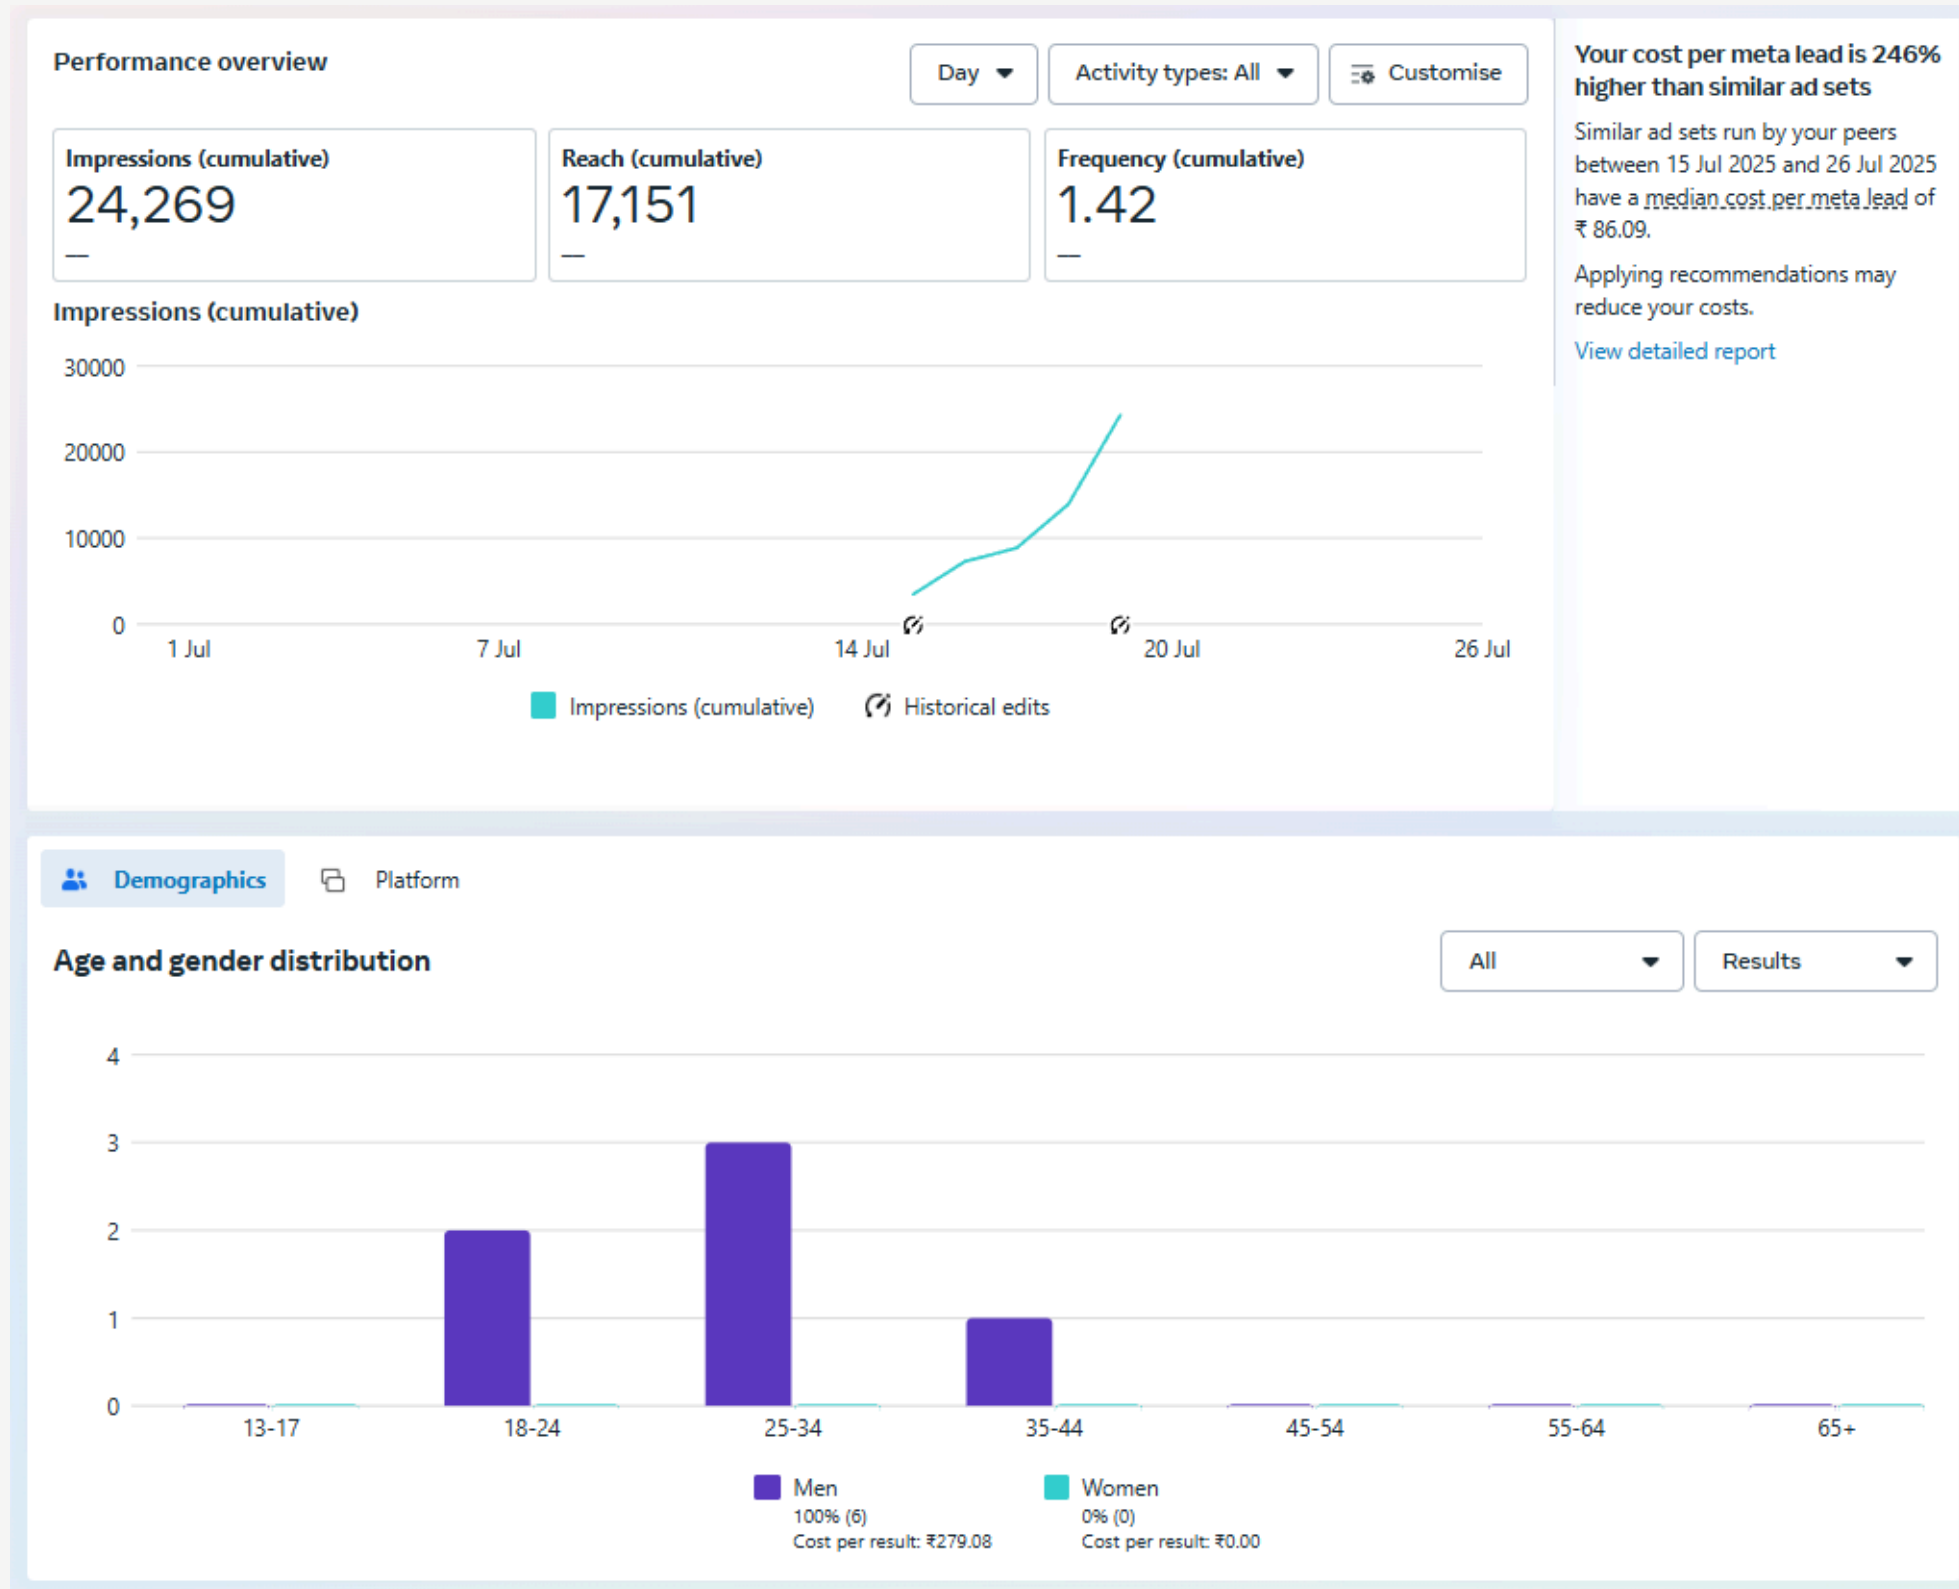 Performance overview
Day
Activity types: All
Customise
Impressions (cumulative)
24,269
—
Reach (cumulative)
17,151
—
Frequency (cumulative)
1.42
—
Impressions (cumulative)
30000
20000
10000
0
1 Jul
7 Jul
14 Jul
20 Jul
26 Jul
Impressions (cumulative)
Historical edits
Your cost per meta lead is 246%
higher than similar ad sets
Similar ad sets run by your peers
between 15 Jul 2025 and 26 Jul 2025
have a median cost per meta lead of
₹ 86.09.
Applying recommendations may
reduce your costs.
View detailed report
Demographics
Platform
Age and gender distribution
All
Results
4
3
2
1
0
13-17
18-24
25-34
35-44
45-54
55-64
65+
Men
100% (6)
Cost per result: ₹279.08
Women
0% (0)
Cost per result: ₹0.00